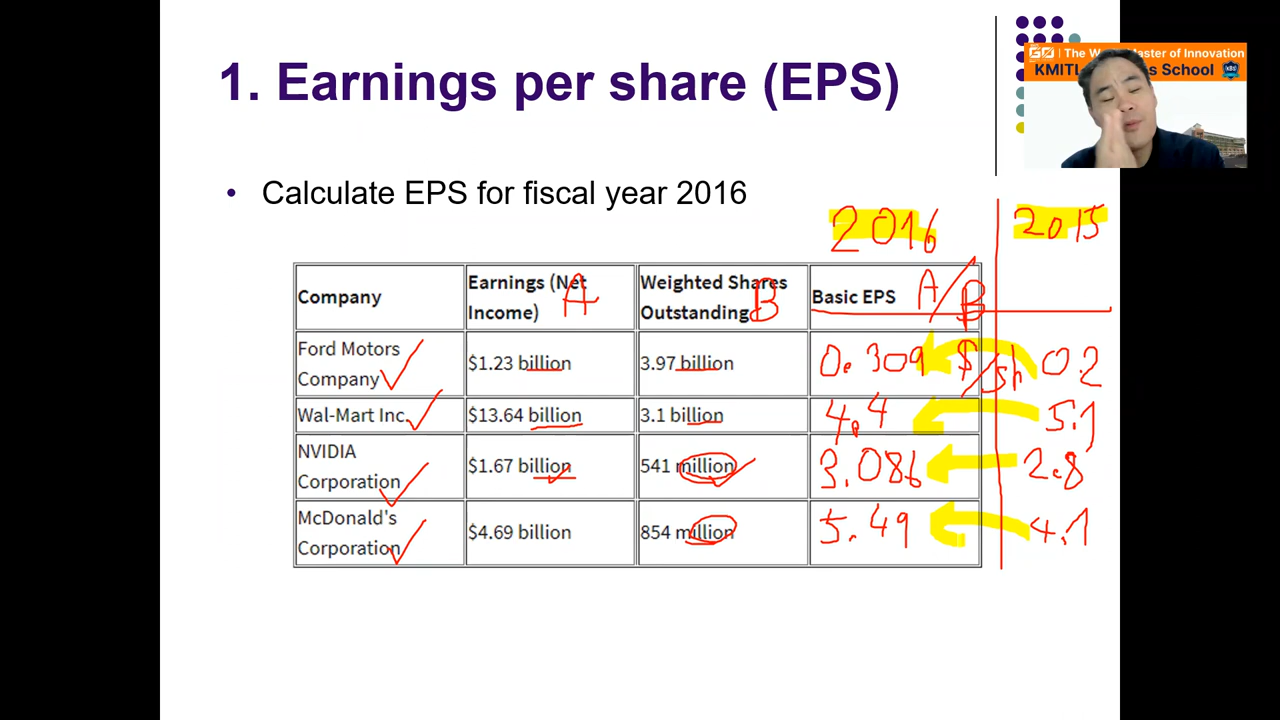 1. Earnings per share (EPS)
GO | The World Master of Innovation
KMITL Business School KBS
• Calculate EPS for fiscal year 2016
2016 2015
Company
Earnings (Net Income) A
Weighted Shares Outstanding B
Basic EPS A/B
Ford Motors Company $1.23 billion 3.97 billion 0.309 $/sh 0.2
Wal-Mart Inc. $13.64 billion 3.1 billion 4.4 5.1
NVIDIA Corporation $1.67 billion 541 million 3.086 2.8
McDonald's Corporation $4.69 billion 854 million 5.49 4.1